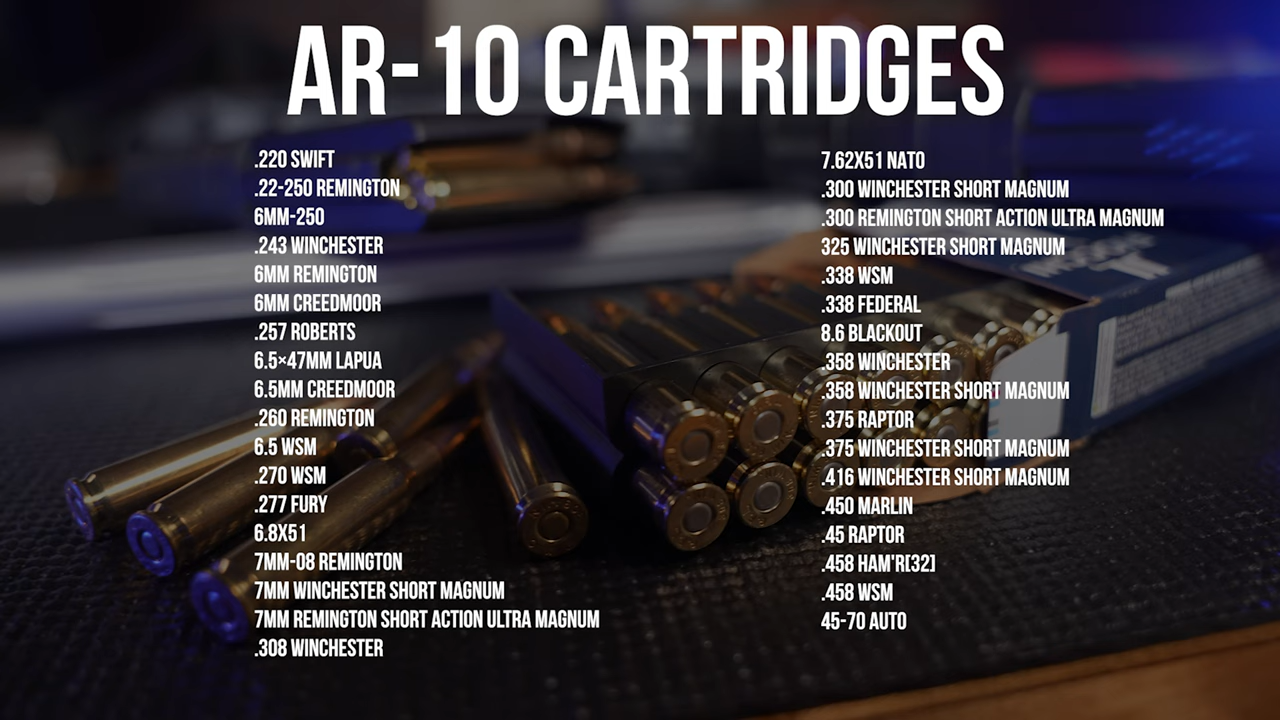 AR-10 CARTRIDGES
.220 SWIFT
.22-250 REMINGTON
6MM-250
.243 WINCHESTER
6MM REMINGTON
6MM CREEDMOOR
.257 ROBERTS
6.5×47MM LAPUA
6.5MM CREEDMOOR
.260 REMINGTON
6.5 WSM
.270 WSM
.277 FURY
6.8X51
7MM-08 REMINGTON
7MM WINCHESTER SHORT MAGNUM
7MM REMINGTON SHORT ACTION ULTRA MAGNUM
.308 WINCHESTER
7.62X51 NATO
.300 WINCHESTER SHORT MAGNUM
.300 REMINGTON SHORT ACTION ULTRA MAGNUM
325 WINCHESTER SHORT MAGNUM
.338 WSM
.338 FEDERAL
8.6 BLACKOUT
.358 WINCHESTER
.358 WINCHESTER SHORT MAGNUM
.375 RAPTOR
.375 WINCHESTER SHORT MAGNUM
.416 WINCHESTER SHORT MAGNUM
.450 MARLIN
.45 RAPTOR
.458 HAM'R[32]
.458 WSM
45-70 AUTO